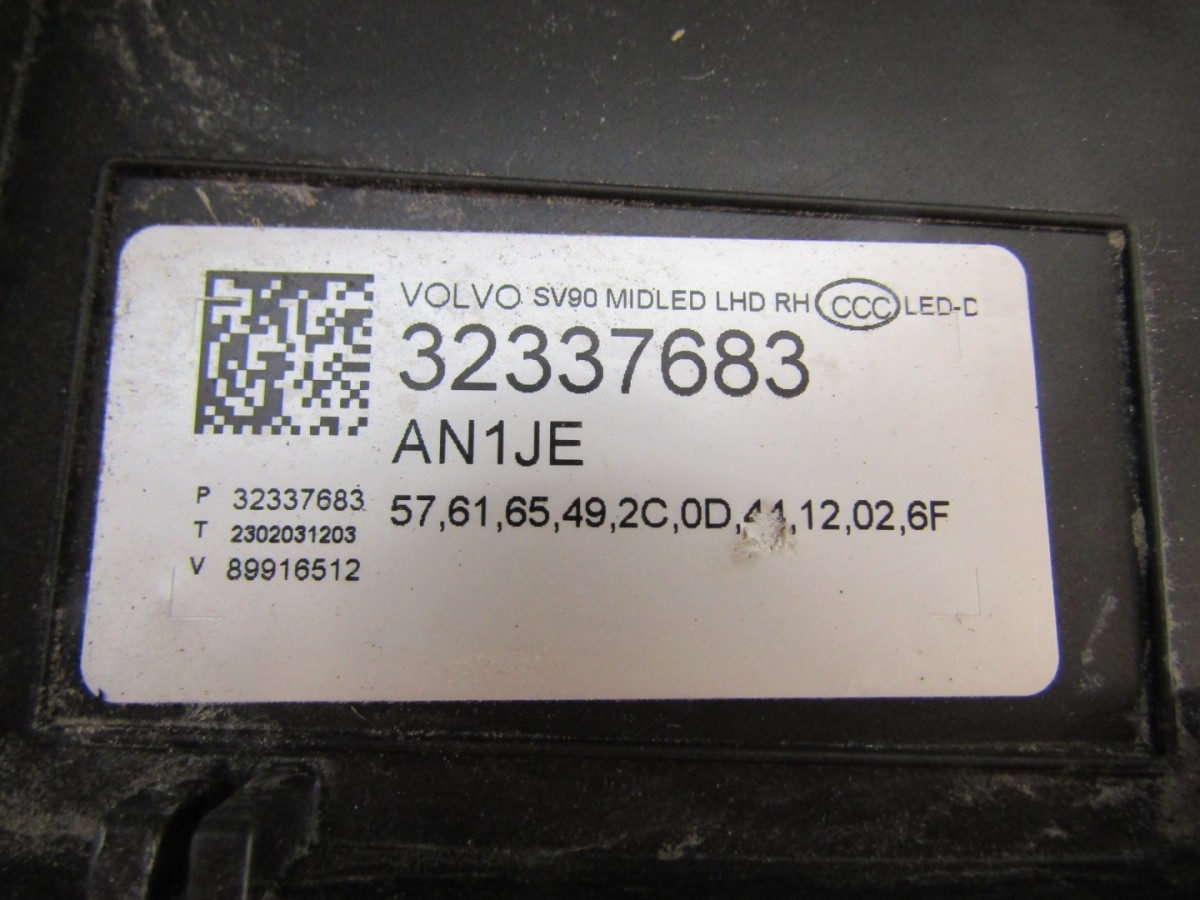 VOLVO SV90 MIDLED LHD RH CCC LED-D
32337683
AN1JE
P 32337683
T 2302031203
V 89916512
57,61,65,49,2C,0D,44,12,02,6F